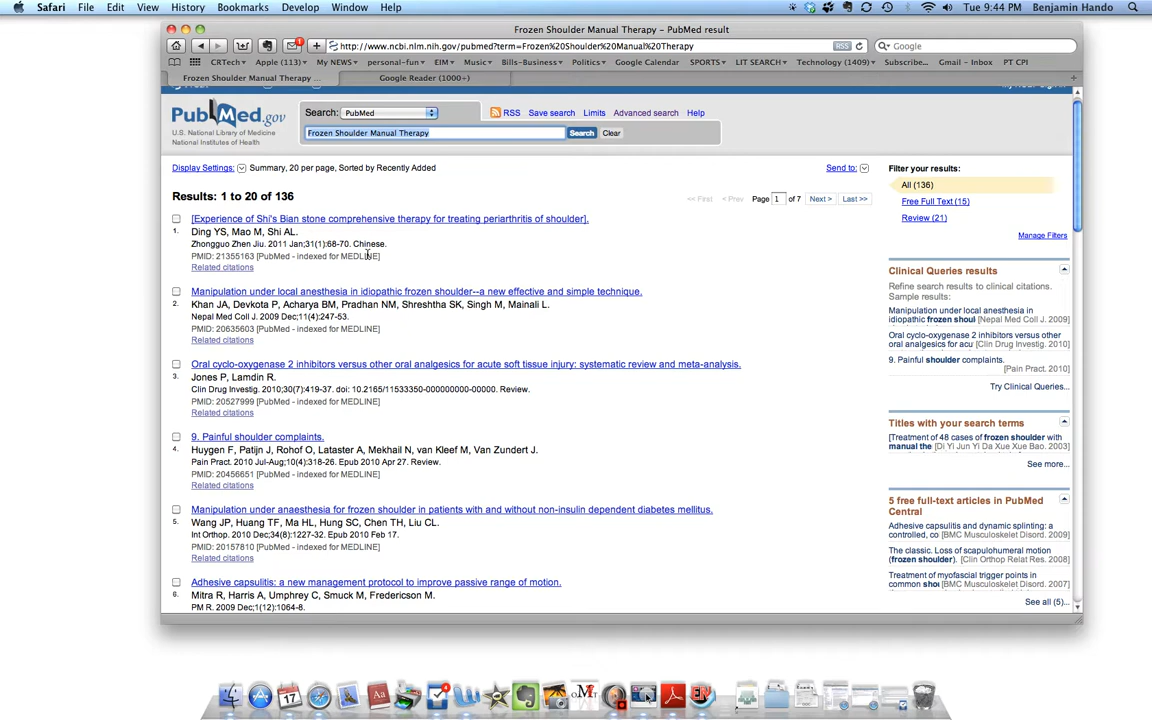 Safari File Edit View History Bookmarks Develop Window Help Tue 9:44 PM Benjamin Hando
Frozen Shoulder Manual Therapy - PubMed result
http://www.ncbi.nlm.nih.gov/pubmed?term=Frozen%20Shoulder%20Manual%20Therapy RSS Google
CRTech Apple (113) My NEWS personal-fun EIM Music Bills-Business Politics Google Calendar SPORTS LIT SEARCH Technology (1409) Subscribe... Gmail - Inbox PT CPI
Frozen Shoulder Manual Therapy ... Google Reader (1000+)
PubMed.gov
U.S. National Library of Medicine
National Institutes of Health
Search: PubMed RSS Save search Limits Advanced search Help
Frozen Shoulder Manual Therapy Search Clear
Display Settings: Summary, 20 per page, Sorted by Recently Added Send to:
Results: 1 to 20 of 136
<< First < Prev Page 1 of 7 Next > Last >>
[Experience of Shi's Bian stone comprehensive therapy for treating periarthritis of shoulder].
1. Ding YS, Mao M, Shi AL.
Zhongguo Zhen Jiu. 2011 Jan;31(1):68-70. Chinese.
PMID: 21355163 [PubMed - indexed for MEDLINE]
Related citations
Manipulation under local anesthesia in idiopathic frozen shoulder--a new effective and simple technique.
2. Khan JA, Devkota P, Acharya BM, Pradhan NM, Shreshtha SK, Singh M, Mainali L.
Nepal Med Coll J. 2009 Dec;11(4):247-53.
PMID: 20635603 [PubMed - indexed for MEDLINE]
Related citations
Oral cyclo-oxygenase 2 inhibitors versus other oral analgesics for acute soft tissue injury: systematic review and meta-analysis.
3. Jones P, Lamdin R.
Clin Drug Investig. 2010;30(7):419-37. doi: 10.2165/11533350-000000000-00000. Review.
PMID: 20527999 [PubMed - indexed for MEDLINE]
Related citations
9. Painful shoulder complaints.
4. Huygen F, Patijn J, Rohof O, Lataster A, Mekhail N, van Kleef M, Van Zundert J.
Pain Pract. 2010 Jul-Aug;10(4):318-26. Epub 2010 Apr 27. Review.
PMID: 20456651 [PubMed - indexed for MEDLINE]
Related citations
Manipulation under anaesthesia for frozen shoulder in patients with and without non-insulin dependent diabetes mellitus.
5. Wang JP, Huang TF, Ma HL, Hung SC, Chen TH, Liu CL.
Int Orthop. 2010 Dec;34(8):1227-32. Epub 2010 Feb 17.
PMID: 20157810 [PubMed - indexed for MEDLINE]
Related citations
Adhesive capsulitis: a new management protocol to improve passive range of motion.
6. Mitra R, Harris A, Umphrey C, Smuck M, Fredericson M.
PM R. 2009 Dec;1(12):1064-8.
Filter your results:
All (136)
Free Full Text (15)
Review (21)
Manage Filters
Clinical Queries results
Refine search results to clinical citations.
Sample results:
Manipulation under local anesthesia in
idiopathic frozen shoul [Nepal Med Coll J. 2009]
Oral cyclo-oxygenase 2 inhibitors versus other
oral analgesics for acu [Clin Drug Investig. 2010]
9. Painful shoulder complaints.
[Pain Pract. 2010]
Try Clinical Queries...
Titles with your search terms
[Treatment of 48 cases of frozen shoulder with
manual the [Di Yi Jun Yi Da Xue Xue Bao. 2003]
See more...
5 free full-text articles in PubMed
Central
Adhesive capsulitis and dynamic splinting: a
controlled, co [BMC Musculoskelet Disord. 2009]
The classic. Loss of scapulohumeral motion
(frozen shoulder). [Clin Orthop Relat Res. 2008]
Treatment of myofascial trigger points in
common shou [BMC Musculoskelet Disord. 2007]
See all (5)...